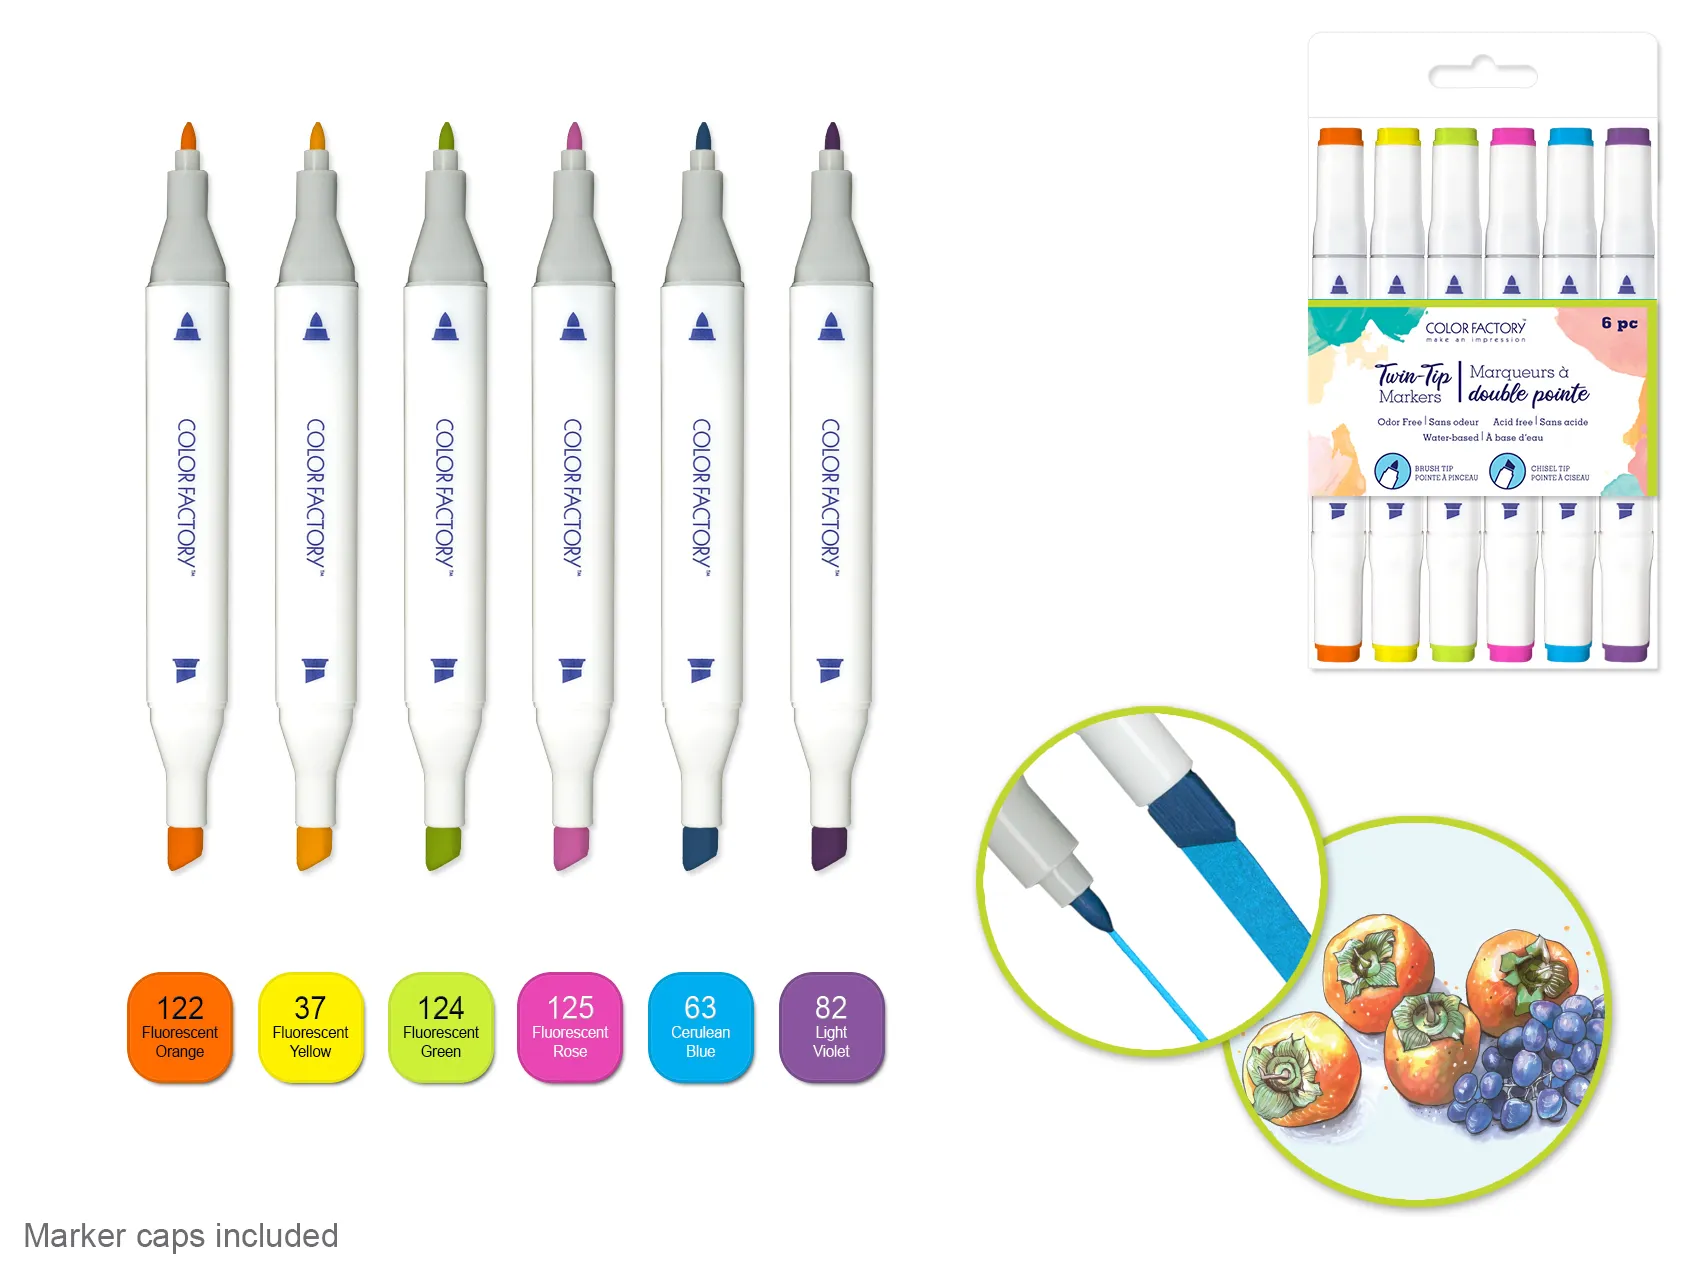 COLOR FACTORY™
COLOR FACTORY™
COLOR FACTORY™
COLOR FACTORY™
COLOR FACTORY™
COLOR FACTORY™
122
Fluorescent
Orange
37
Fluorescent
Yellow
124
Fluorescent
Green
125
Fluorescent
Rose
63
Cerulean
Blue
82
Light
Violet
Marker caps included
COLOR FACTORY™
make an impression
6 pc
Twin-Tip
Markers
Marqueurs à
double pointe
Odor Free | Sans odeur Acid free | Sans acide
Water-based | À base d'eau
BRUSH TIP
POINTE À PINCEAU
CHISEL TIP
POINTE À CISEAU